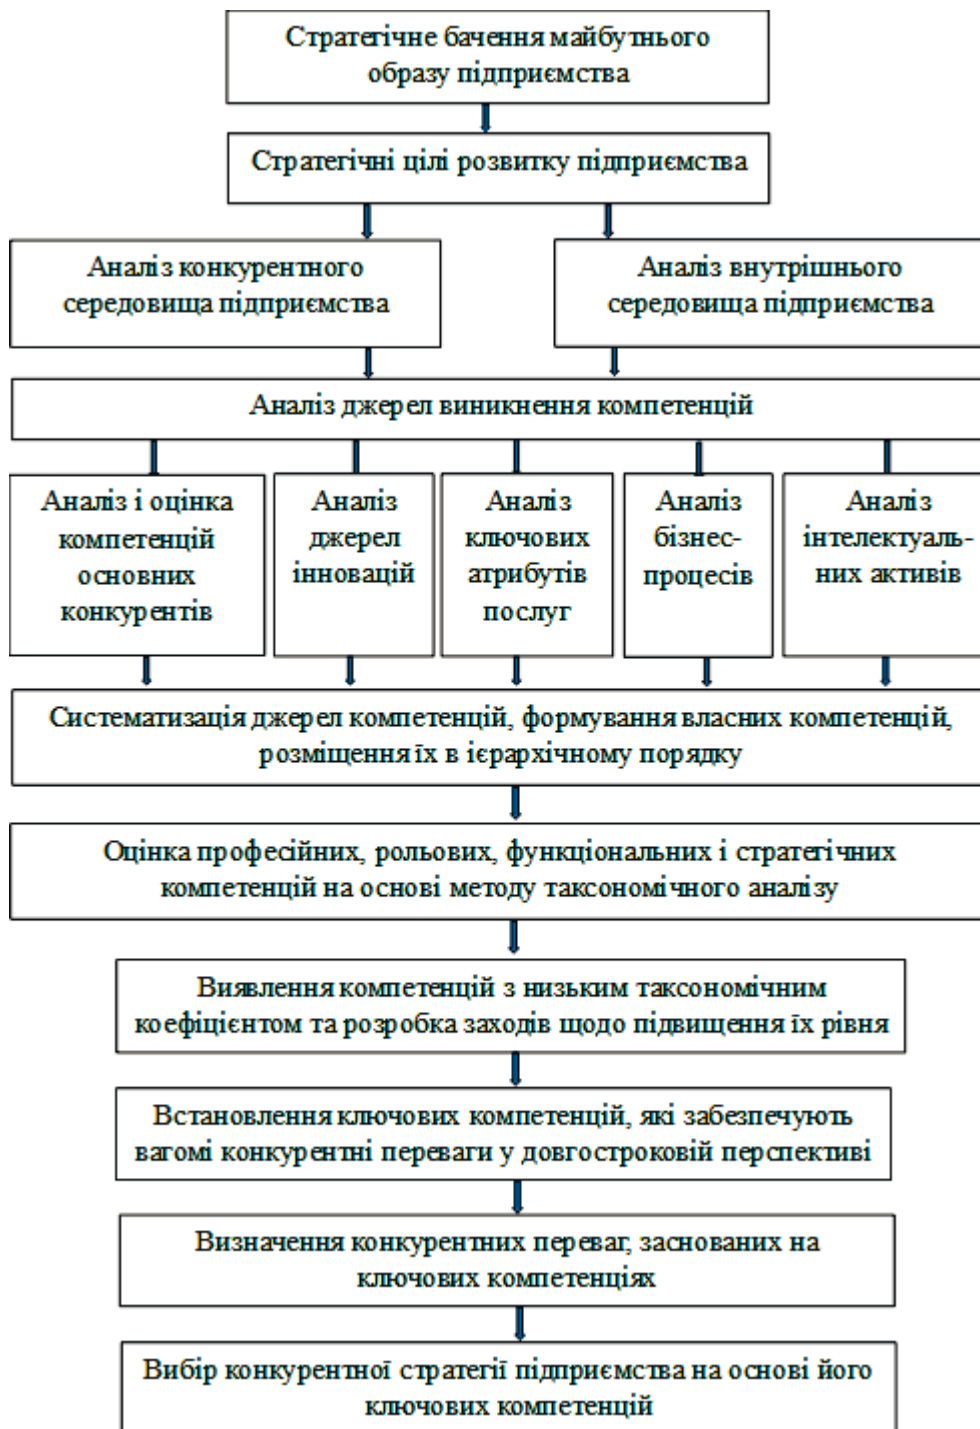 Стратегічне бачення майбутнього
образу підприємства
Стратегічні цілі розвитку підприємства
Аналіз конкурентного
середовища підприємства
Аналіз внутрішнього
середовища підприємства
Аналіз джерел виникнення компетенцій
Аналіз і оцінка
компетенцій
основних
конкурентів
Аналіз
джерел
інновацій
Аналіз
ключових
атрибутів
послуг
Аналіз
бізнес-
процесів
Аналіз
інтелектуаль-
них активів
Систематизація джерел компетенцій, формування власних компетенцій,
розміщення їх в ієрархічному порядку
Оцінка професійних, рольових, функціональних і стратегічних
компетенцій на основі методу таксономічного аналізу
Виявлення компетенцій з низьким таксономічним
коефіцієнтом та розробка заходів щодо підвищення їх рівня
Встановлення ключових компетенцій, які забезпечують
вагомі конкурентні переваги у довгостроковій перспективі
Визначення конкурентних переваг, заснованих на
ключових компетенціях
Вибір конкурентної стратегії підприємства на основі його
ключових компетенцій